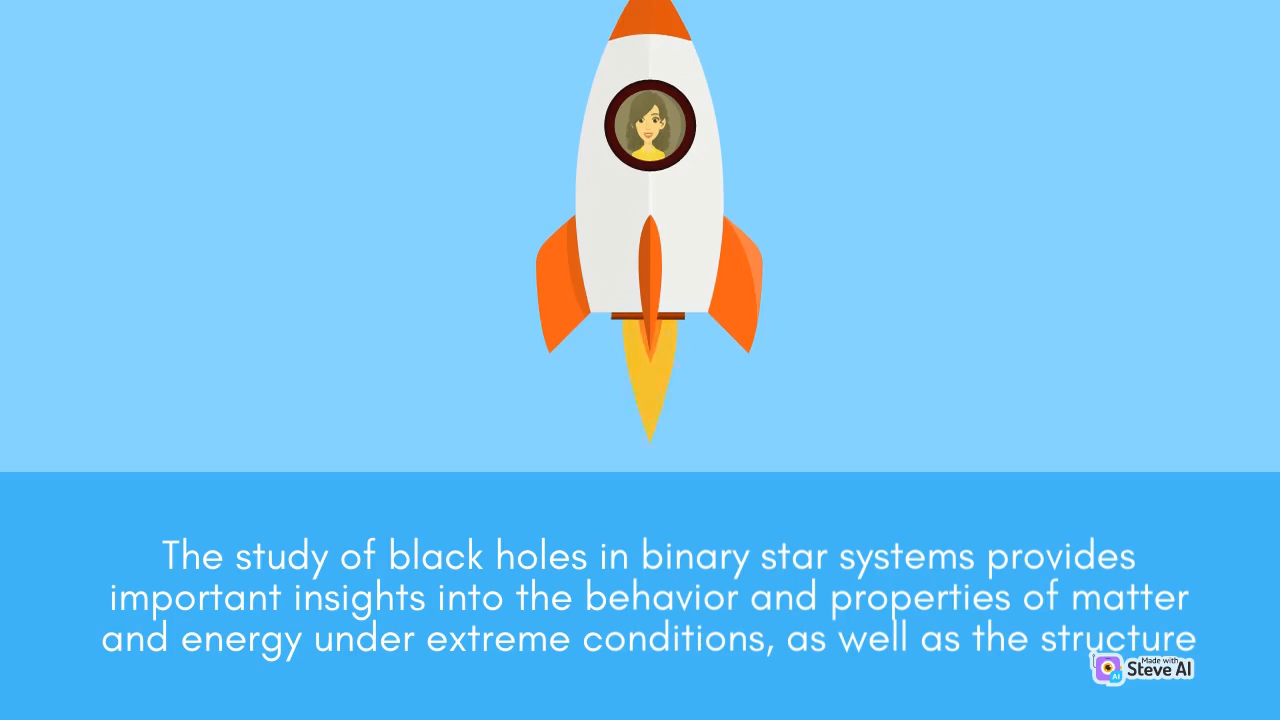 The study of black holes in binary star systems provides
important insights into the behavior and properties of matter
and energy under extreme conditions, as well as the structure
Made with
Steve AI
AI